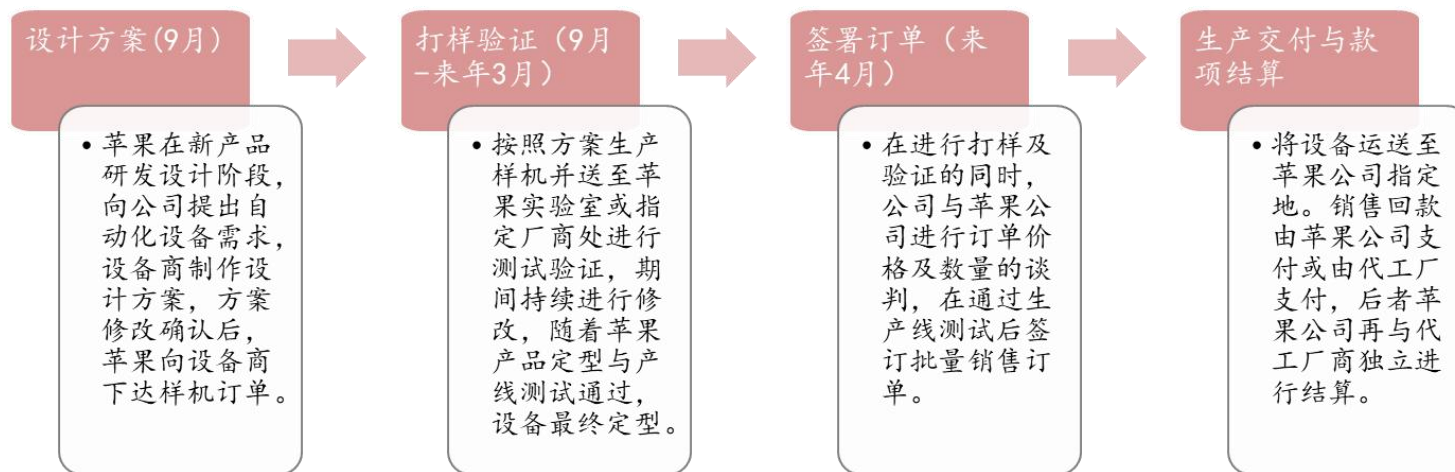 设计方案(9月)
• 苹果在新产品
研发设计阶段，
向公司提出自
动化设备需求，
设备商制作设
计方案，方案
修改确认后，
苹果向设备商
下达样机订单。
打样验证（9月
-来年3月）
• 按照方案生产
样机并送至苹
果实验室或指
定厂商处进行
测试验证，期
间持续进行修
改，随着苹果
产品定型与产
线测试通过，
设备最终定型。
签署订单（来
年4月）
• 在进行打样及
验证的同时，
公司与苹果公
司进行订单价
格及数量的谈
判，在通过生
产线测试后签
订批量销售订
单。
生产交付与款
项结算
• 将设备运送至
苹果公司指定
地。销售回款
由苹果公司支
付或由代工厂
支付，后者苹
果公司再与代
工厂商独立进
行结算。